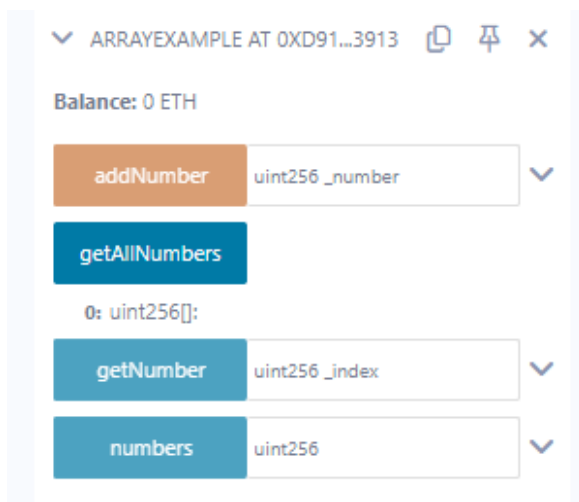 ARRAYEXAMPLE AT 0XD91...3913
Balance: 0 ETH
addNumber uint256 _number
getAllNumbers
0: uint256[]:
getNumber uint256 _index
numbers uint256